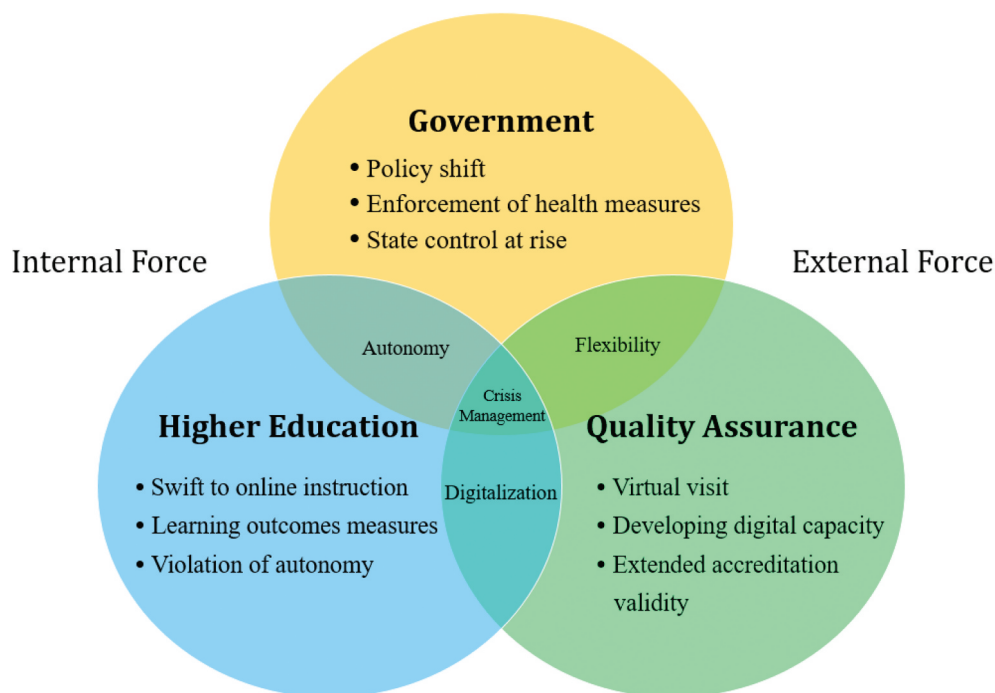 Government
• Policy shift
• Enforcement of health measures
• State control at rise
Internal Force
External Force
Autonomy
Flexibility
Crisis
Management
Higher Education
• Swift to online instruction
• Learning outcomes measures
• Violation of autonomy
Digitalization
Quality Assurance
• Virtual visit
• Developing digital capacity
• Extended accreditation
validity